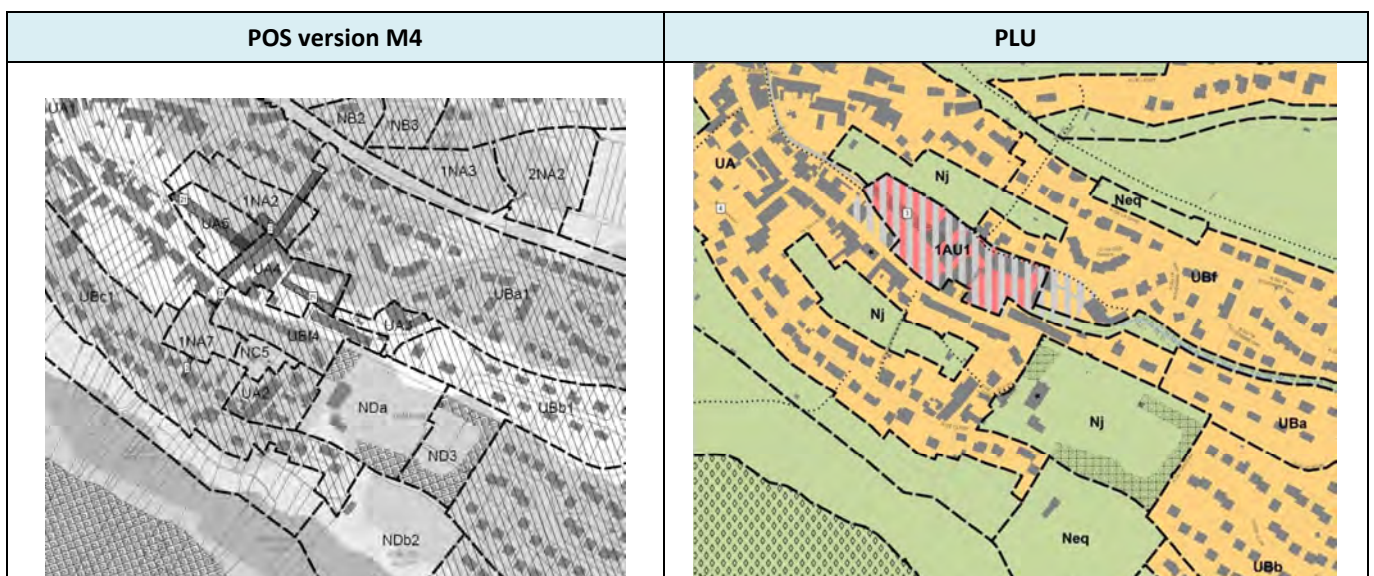 POS version M4
PLU
UA1
NB2
NB3
1NA3
2NA2
1NA2
UA5
UA4
UBc1
UBa1
UA3
UBf4
1NA7
NC5
UA2
NDa
UBb1
ND3
NDb2
UA
Nj
Neq
1AU1
UBf
Nj
UBa
Nj
Neq
UBb